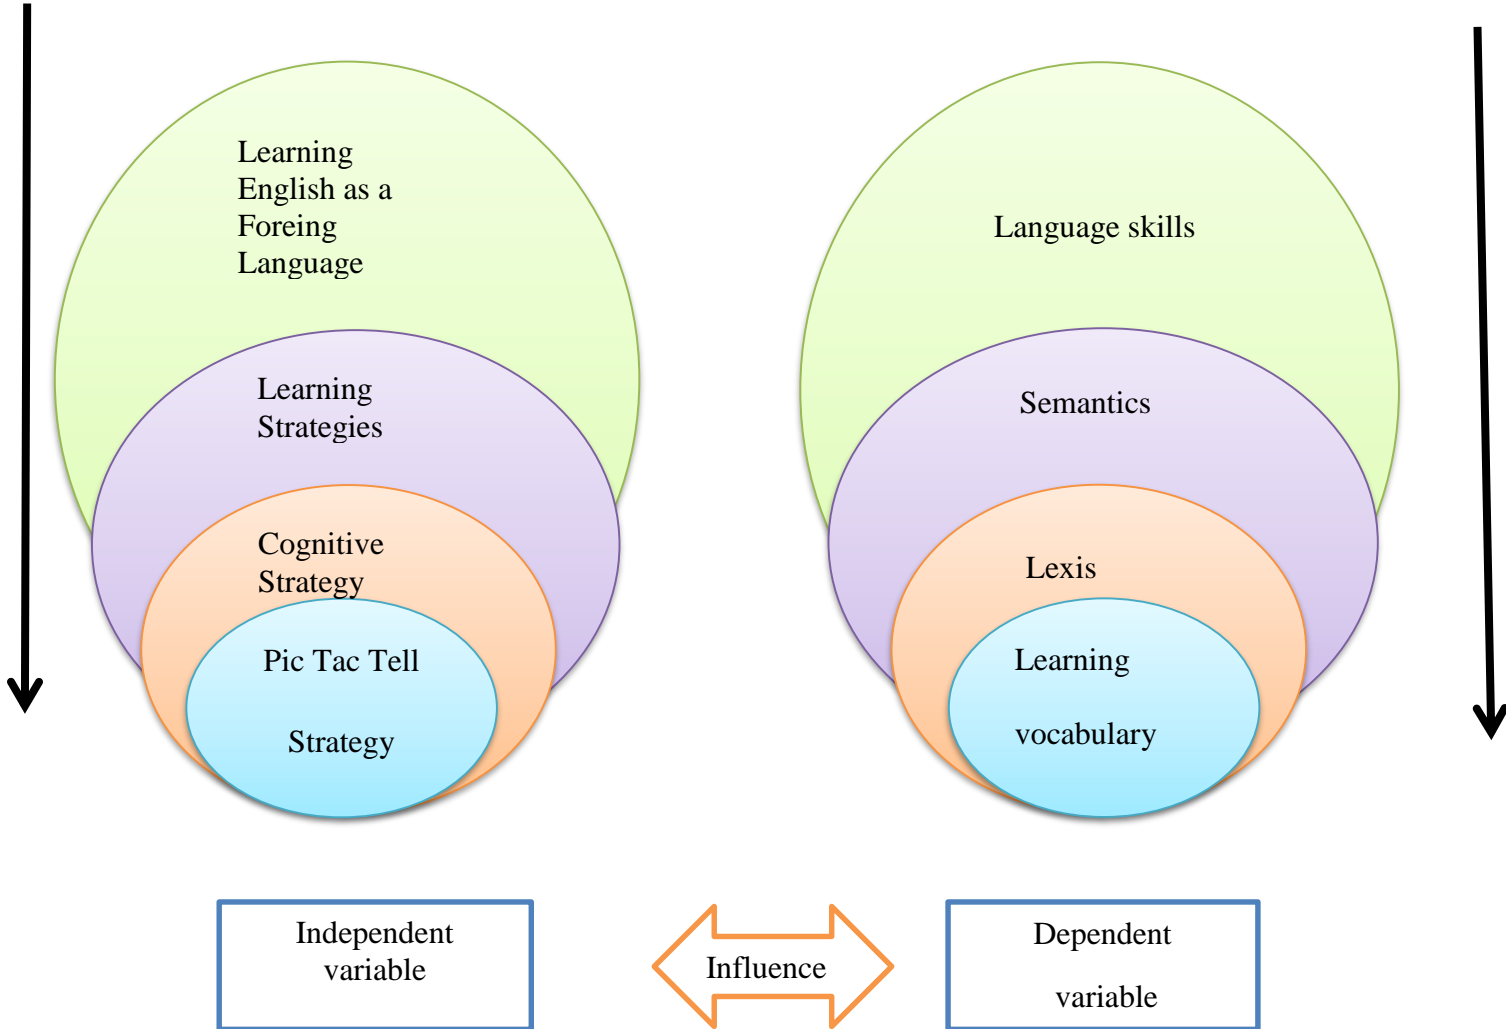 Learning
English as a
Foreing
Language
Learning
Strategies
Cognitive
Strategy
Pic Tac Tell
Strategy
Language skills
Semantics
Lexis
Learning
vocabulary
Independent
variable
Influence
Dependent
variable